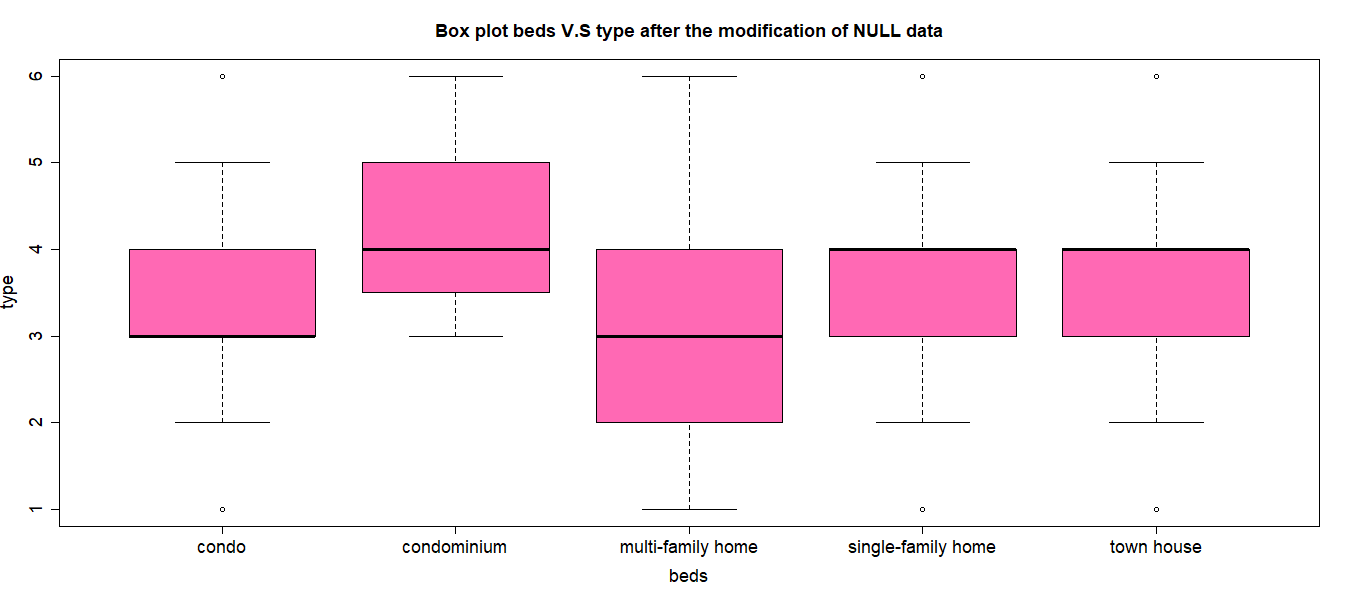 Box plot beds V.S type after the modification of NULL data
type
6
5
4
3
2
1
condo condominium multi-family home single-family home town house
beds